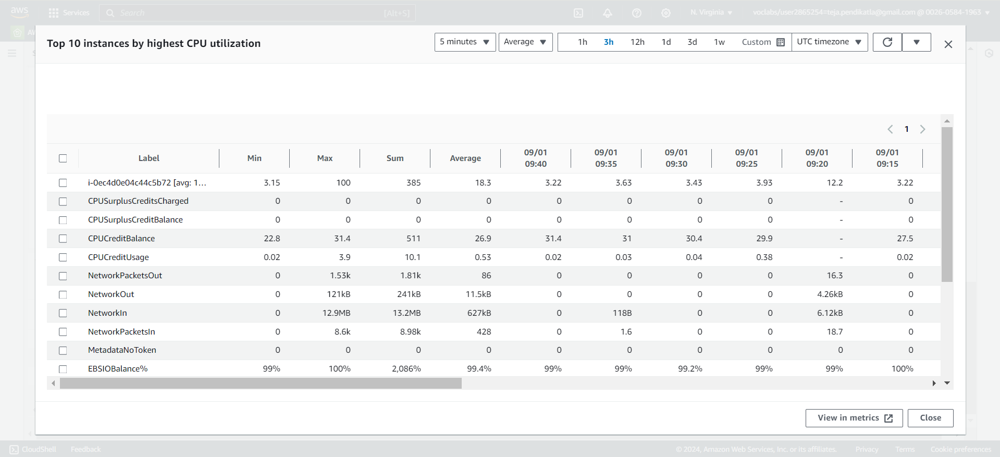 aws Services Search [Alt+S] N. Virginia voclabs/user2865254=teja.pendikatla@gmail.com @ 0026-0584-1963
Top 10 instances by highest CPU utilization 5 minutes Average 1h 3h 12h 1d 3d 1w Custom UTC timezone
1
Label Min Max Sum Average 09/01 09:40 09/01 09:35 09/01 09:30 09/01 09:25 09/01 09:20 09/01 09:15
i-0ec4d0e04c44c5b72 [avg: 1... 3.15 100 385 18.3 3.22 3.63 3.43 3.93 12.2 3.22
CPUSurplusCreditsCharged 0 0 0 0 0 0 0 0 - 0
CPUSurplusCreditBalance 0 0 0 0 0 0 0 0 - 0
CPUCreditBalance 22.8 31.4 511 26.9 31.4 31 30.4 29.9 - 27.5
CPUCreditUsage 0.02 3.9 10.1 0.53 0.02 0.03 0.04 0.38 - 0.02
NetworkPacketsOut 0 1.53k 1.81k 86 0 0 0 0 16.3 0
NetworkOut 0 121kB 241kB 11.5kB 0 0 0 0 4.26kB 0
NetworkIn 0 12.9MB 13.2MB 627kB 0 118B 0 0 6.12kB 0
NetworkPacketsIn 0 8.6k 8.98k 428 0 1.6 0 0 18.7 0
MetadataNoToken 0 0 0 0 0 0 0 0 0 0
EBSIOBalance% 99% 100% 2,086% 99.4% 99% 99% 99.2% 99% 99% 100%
View in metrics Close
CloudShell Feedback © 2024, Amazon Web Services, Inc. or its affiliates. Privacy Terms Cookie preferences